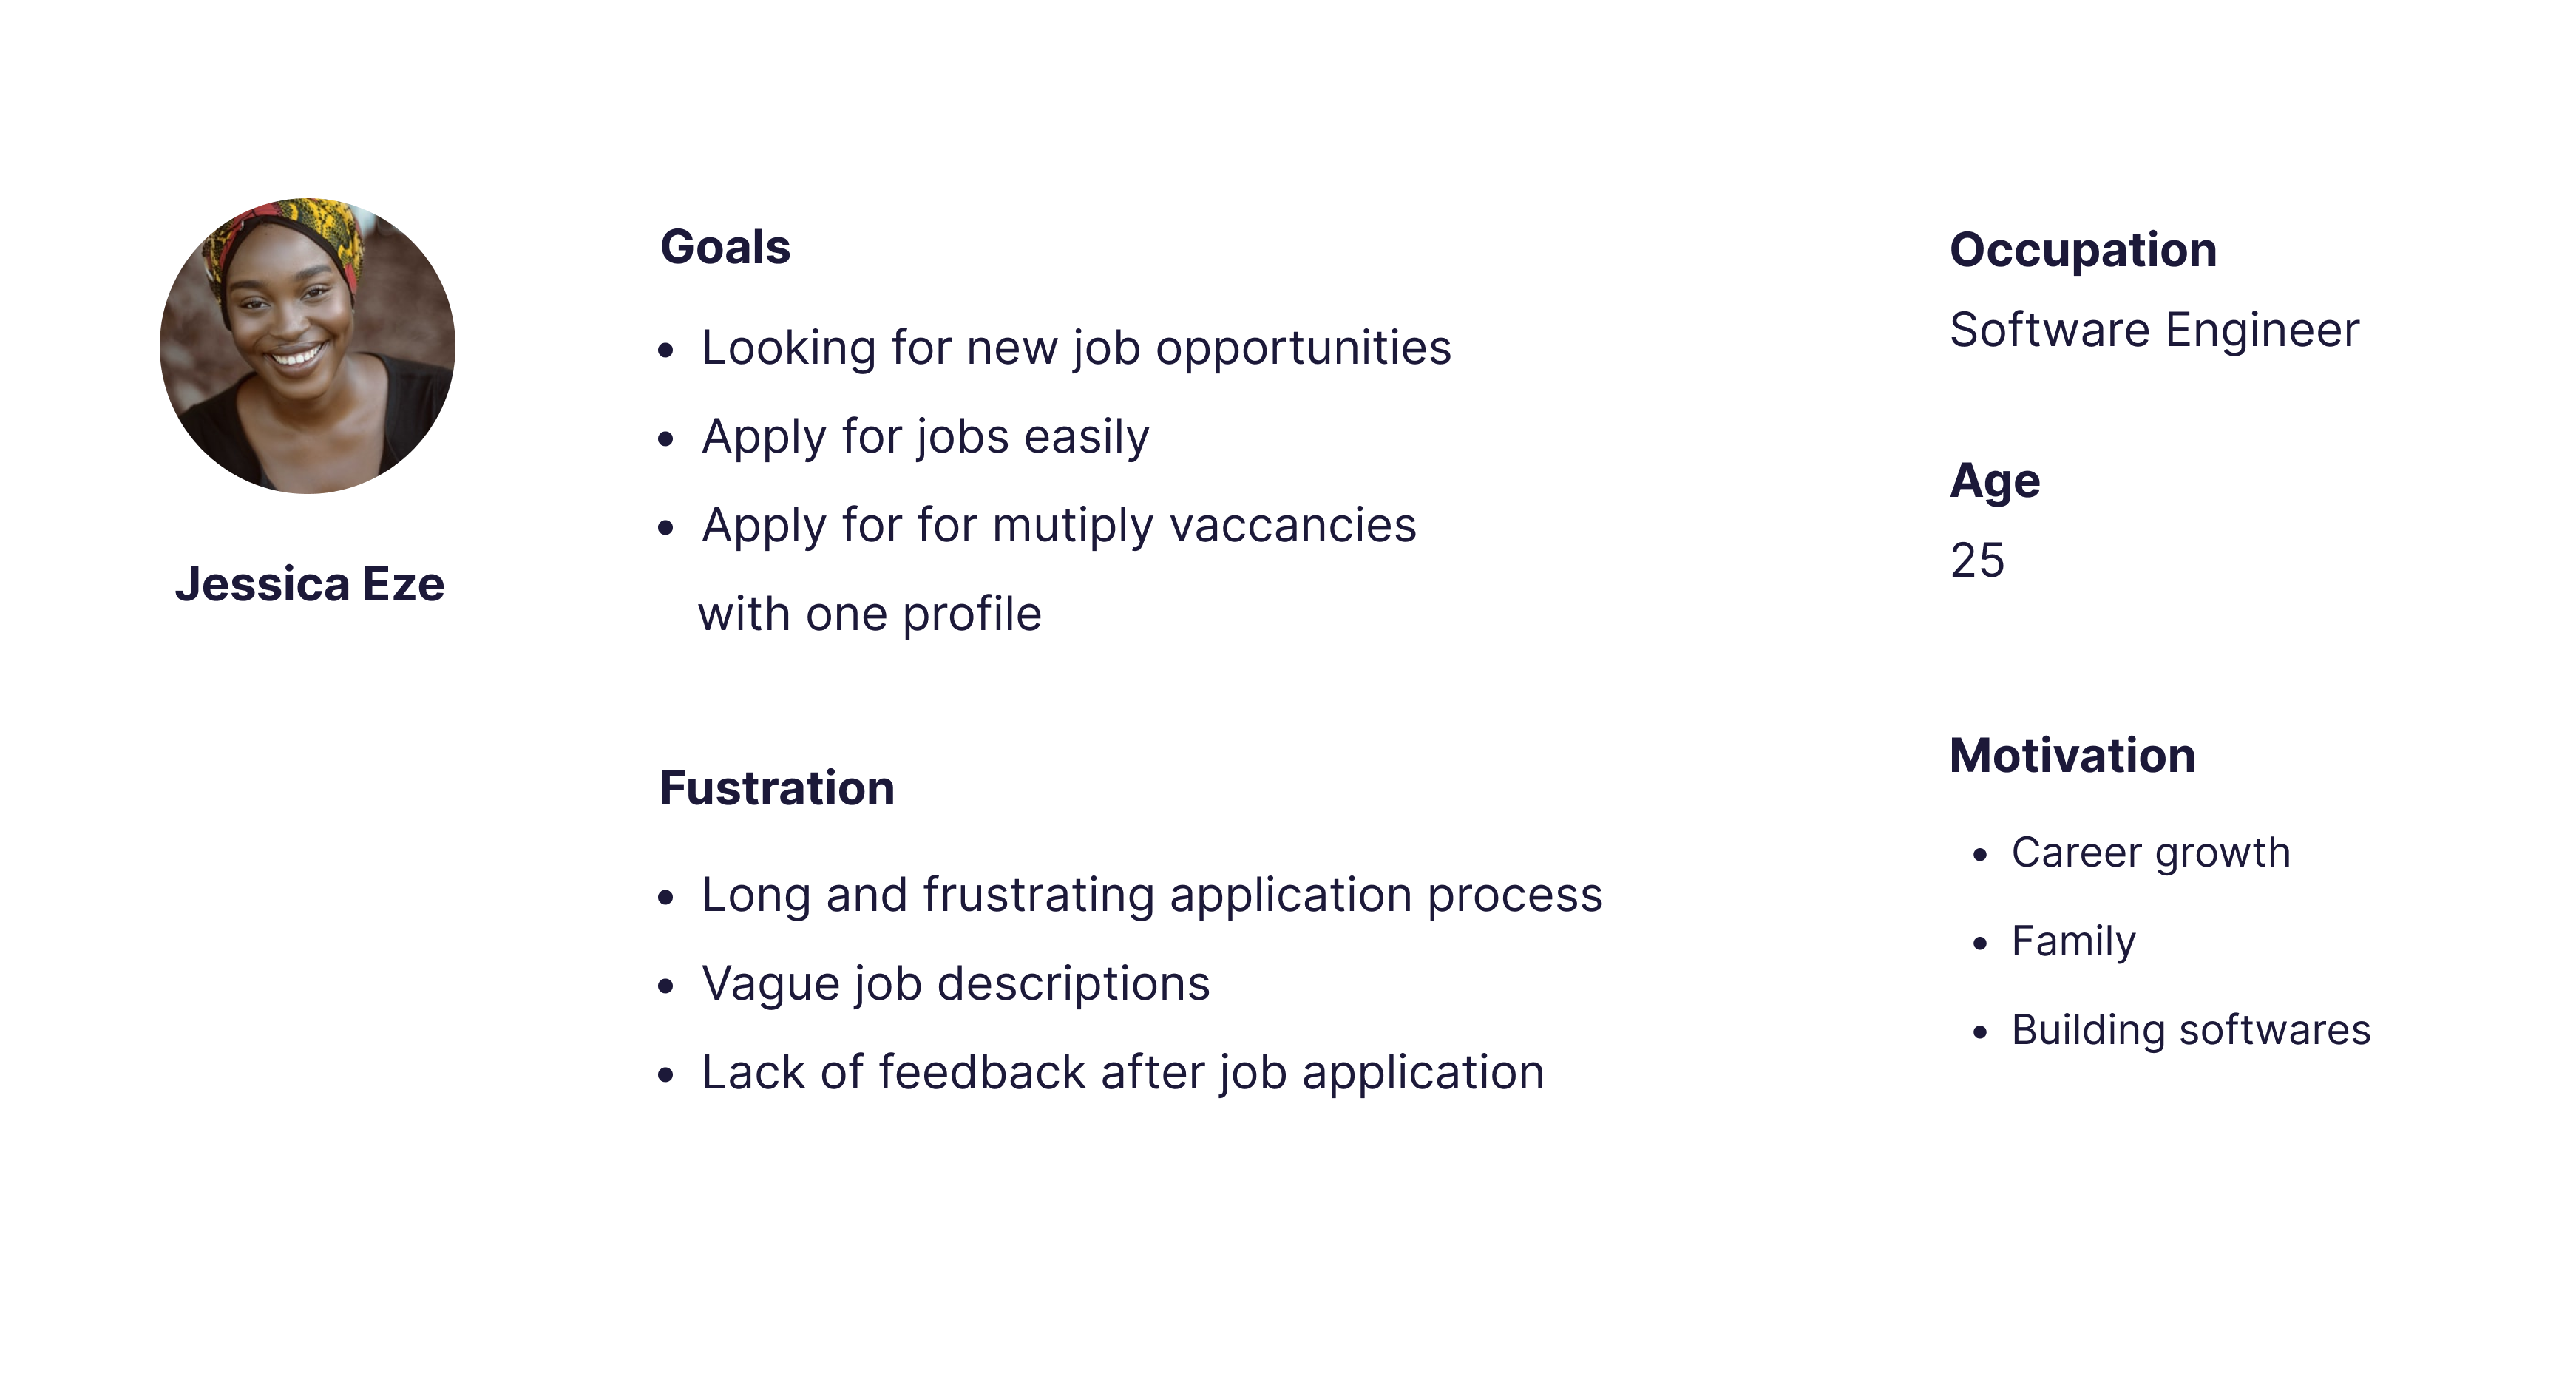 Jessica Eze
Goals
• Looking for new job opportunities
• Apply for jobs easily
• Apply for for mutiply vaccancies
with one profile
Fustration
• Long and frustrating application process
• Vague job descriptions
• Lack of feedback after job application
Occupation
Software Engineer
Age
25
Motivation
• Career growth
• Family
• Building softwares